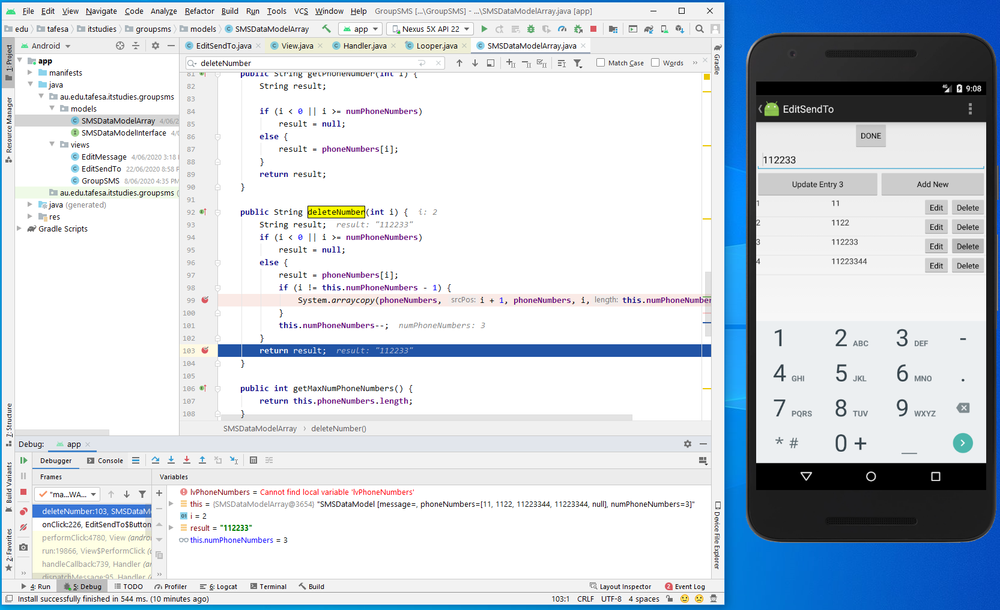 File Edit View Navigate Code Analyze Refactor Build Run Tools VCS Window Help GroupSMS [...\GroupSMS] - ...\SMSDataModelArray.java [app]
edu tafesa itstudies groupsms models SMSDataModelArray app Nexus 5X API 22
Android
EditSendTo.java View.java Handler.java Looper.java SMSDataModelArray.java
deleteNumber Match Case Words
1: Project
Resource Manager
Z: Structure
Build Variants
2: Favorites
app
manifests
java
au.edu.tafesa.itstudies.groupsms
models
SMSDataModelArray 4/06/2
SMSDataModelInterface 4/0
views
EditMessage 4/06/2020 3:18
EditSendTo 22/06/2020 8:58 P
GroupSMS 8/06/2020 4:35 PM
au.edu.tafesa.itstudies.groupsms (
java (generated)
res
Gradle Scripts
81 public String getPhoneNumber(int i) {
82 String result;
83
84 if (i < 0 || i >= numPhoneNumbers)
85 result = null;
86 else {
87 result = phoneNumbers[i];
88 }
89 return result;
90 }
91
92 public String deleteNumber(int i) { i: 2
93 String result; result: "112233"
94 if (i < 0 || i >= numPhoneNumbers)
95 result = null;
96 else {
97 result = phoneNumbers[i];
98 if (i != this.numPhoneNumbers - 1) {
99 System.arraycopy(phoneNumbers, srcPos: i + 1, phoneNumbers, i, length: this.numPhoneNumber
100 }
101 this.numPhoneNumbers--; numPhoneNumbers: 3
102 }
103 return result; result: "112233"
104 }
105
106 public int getMaxNumPhoneNumbers() {
107 return this.phoneNumbers.length;
108 }
SMSDataModelArray deleteNumber()
Gradle
Device File Explorer
Debug: app
Debugger Console
Frames
Variables
"ma...WA...
deleteNumber:103, SMSDataMo
onClick:226, EditSendTo$Button
performClick:4780, View (androi
run:19866, View$PerformClick (a
handleCallback:739, Handler (an
dispatchMessage:95, Handler (a
lvPhoneNumbers = Cannot find local variable 'lvPhoneNumbers'
this = {SMSDataModelArray@3654} "SMSDataModel [message=, phoneNumbers=[11, 1122, 11223344, 11223344, null], numPhoneNumbers=3]"
01 i = 2
result = "112233"
this.numPhoneNumbers = 3
4: Run 5: Debug TODO Profiler 6: Logcat Terminal Build Layout Inspector 2 Event Log
Install successfully finished in 544 ms. (10 minutes ago) 103:1 CRLF UTF-8 4 spaces
4G 9:08
EditSendTo
DONE
112233
Update Entry 3 Add New
1 11 Edit Delete
2 1122 Edit Delete
3 112233 Edit Delete
4 11223344 Edit Delete
1 2 ABC 3 DEF -
4 GHI 5 JKL 6 MNO .
7 PQRS 8 TUV 9 WXYZ
* # 0 + _